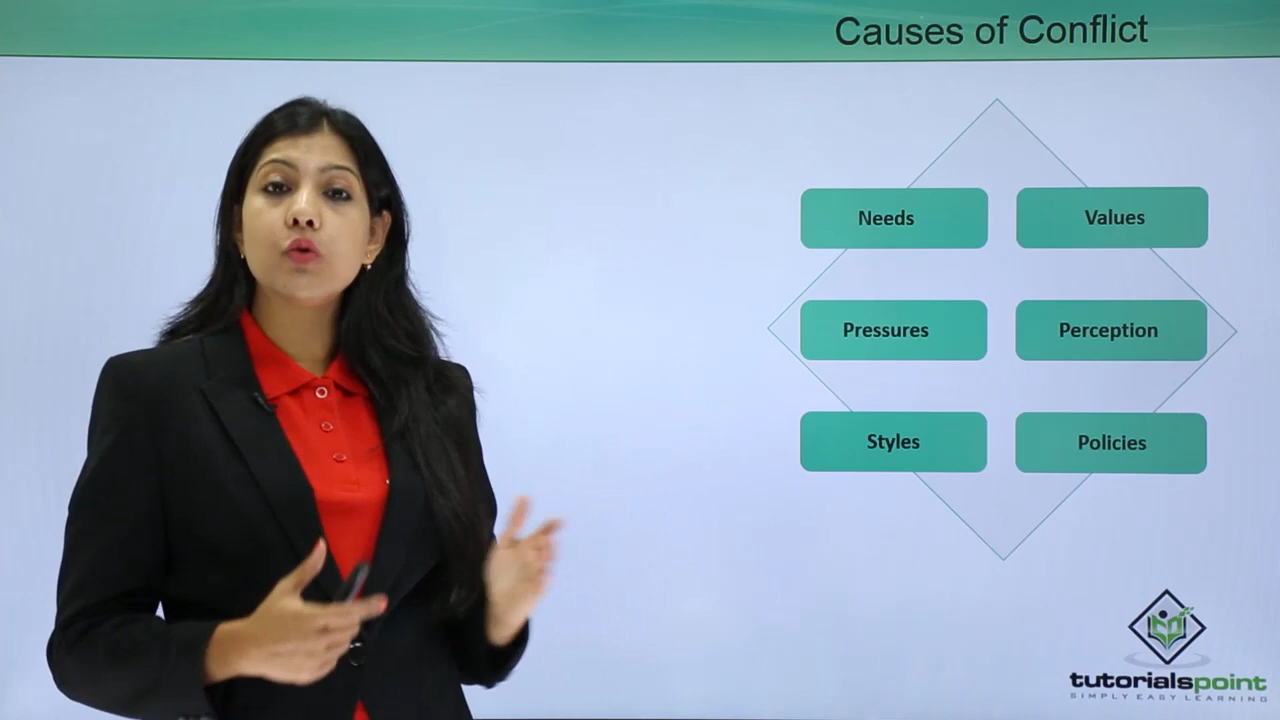 Causes of Conflict
Needs
Values
Pressures
Perception
Styles
Policies
tutorialspoint
SIMPLY EASY LEARNING